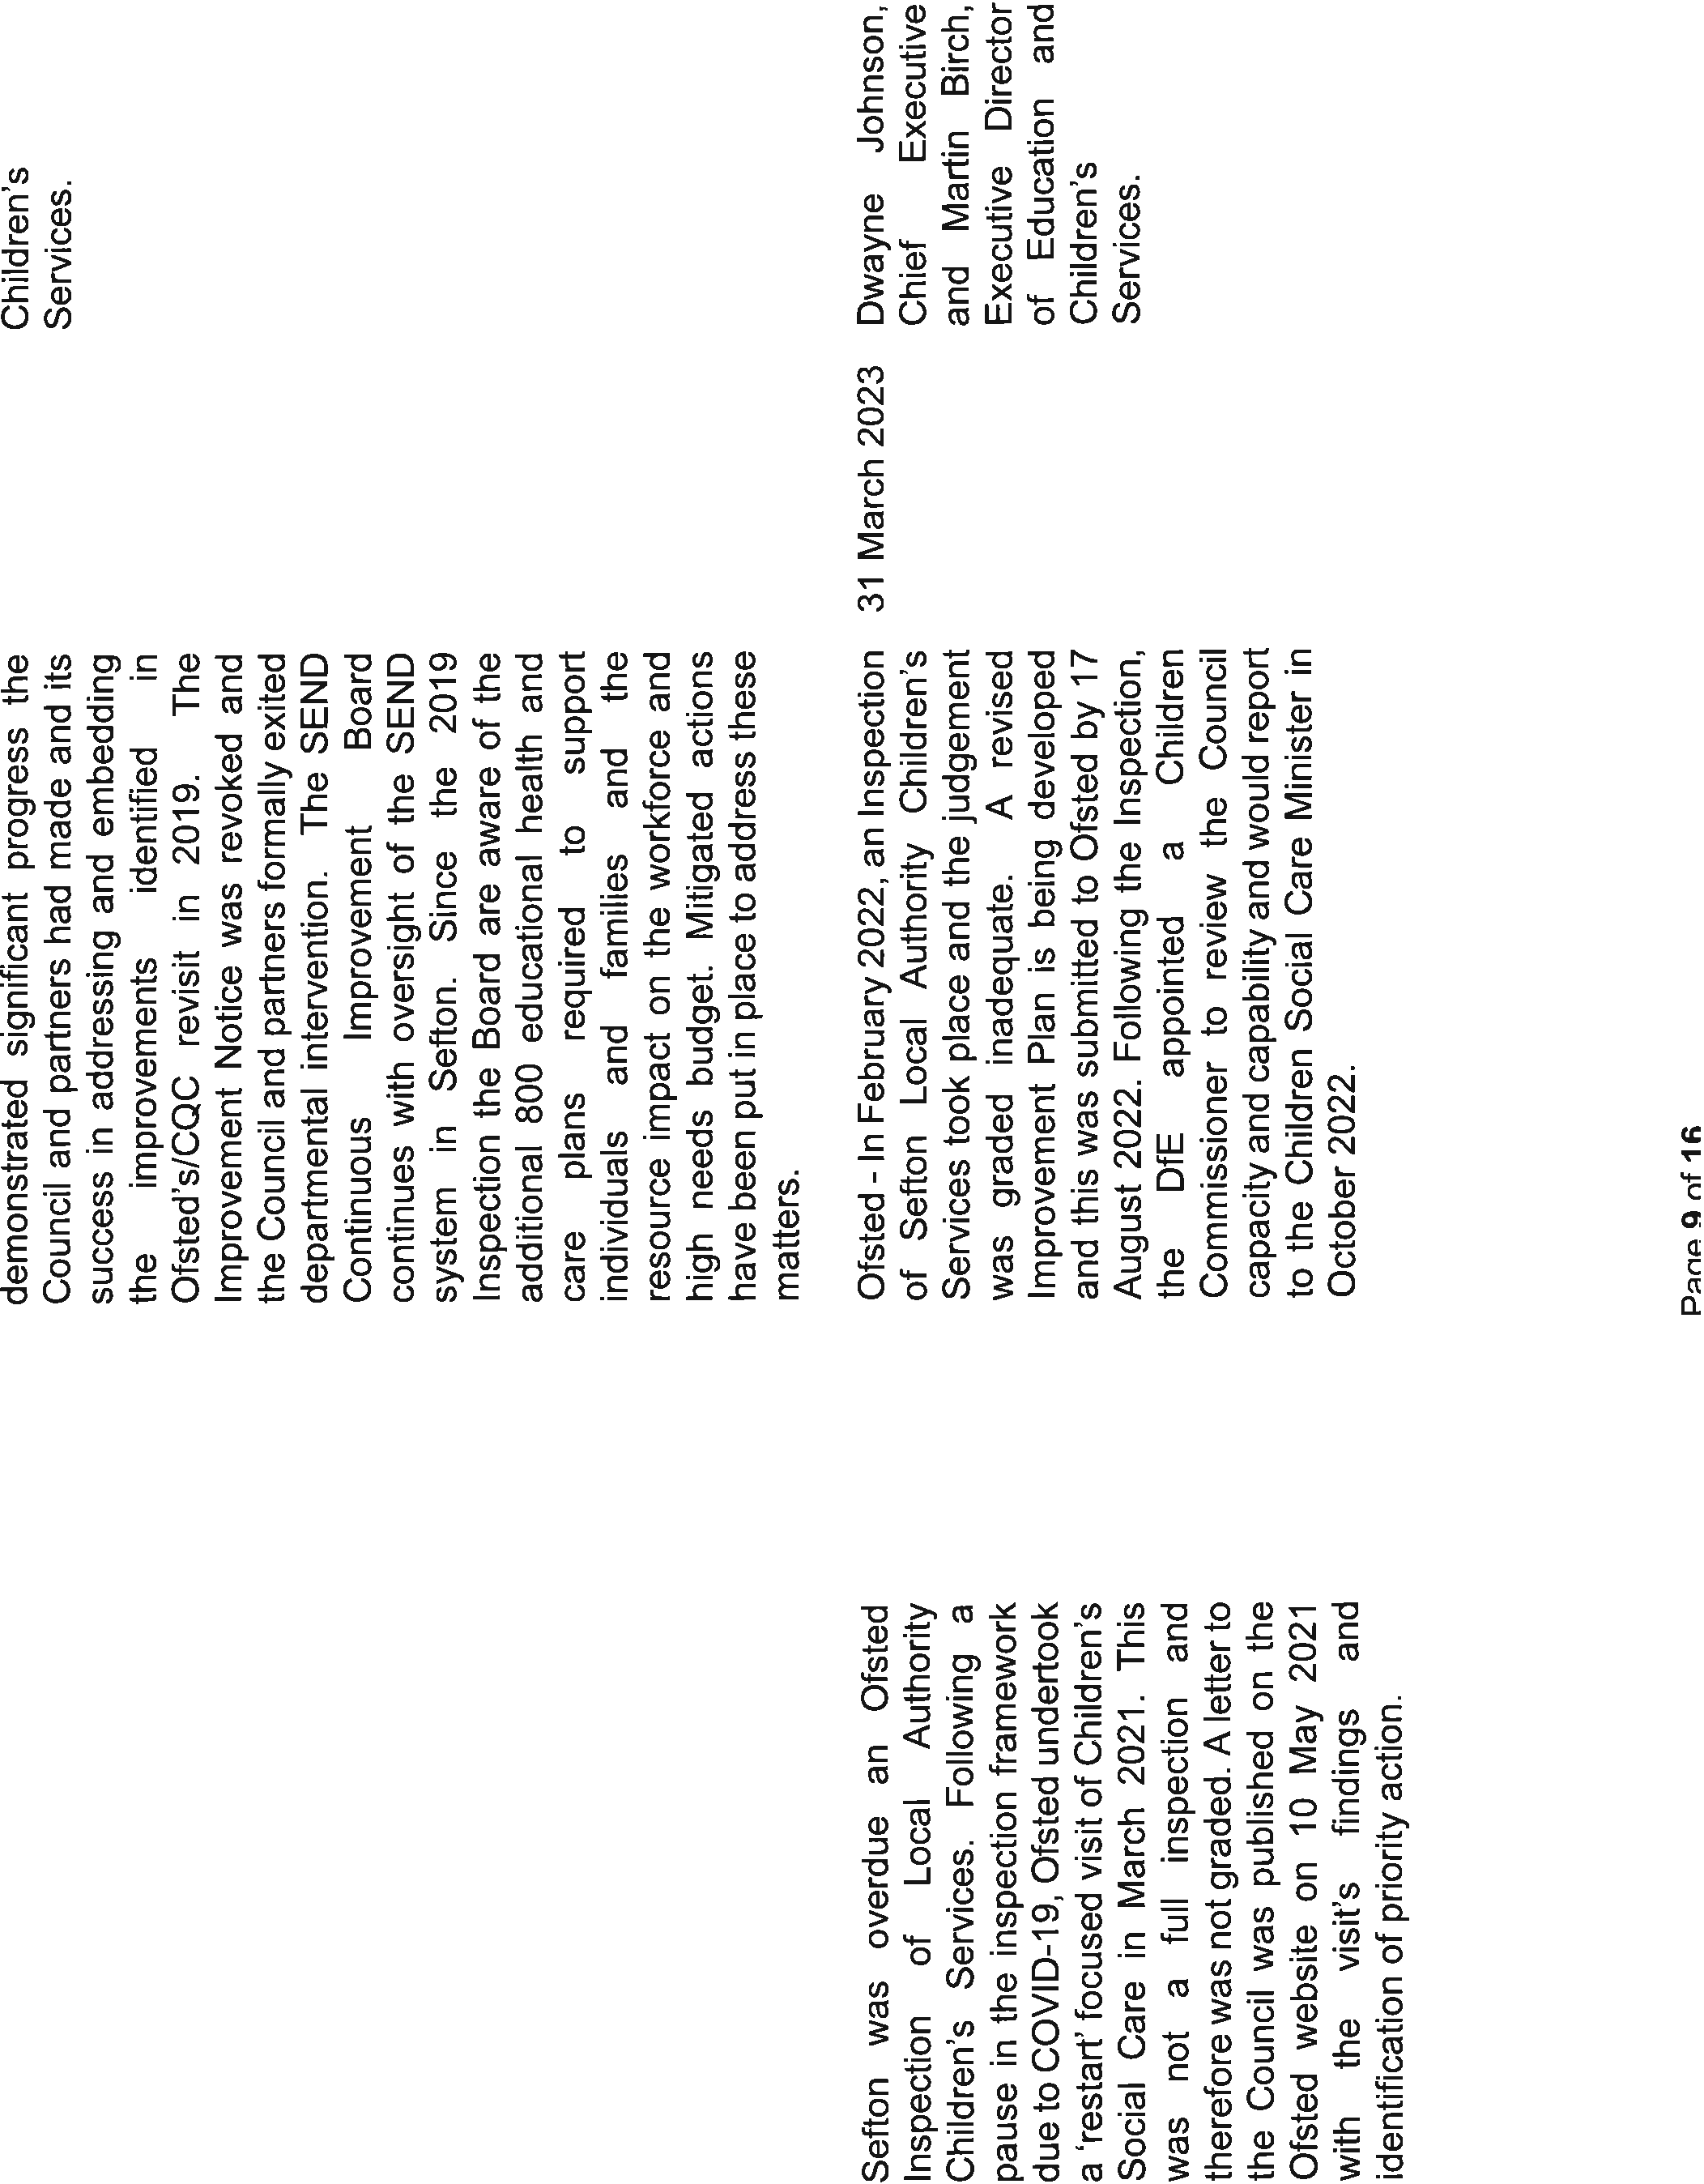 demonstrated significant progress the
Council and partners had made and its
success in addressing and embedding
the improvements identified in
Ofsted's/CQC revisit in 2019. The
Improvement Notice was revoked and
the Council and partners formally exited
departmental intervention. The SEND
Continuous Improvement Board
continues with oversight of the SEND
system in Sefton. Since the 2019
Inspection the Board are aware of the
additional 800 educational health and
care plans required to support
individuals and families and the
resource impact on the workforce and
high needs budget. Mitigated actions
have been put in place to address these
matters.
Children's
Services.
Sefton was overdue an Ofsted
Inspection of Local Authority
Children's Services. Following a
pause in the inspection framework
due to COVID-19, Ofsted undertook
a 'restart' focused visit of Children's
Social Care in March 2021. This
was not a full inspection and
therefore was not graded. A letter to
the Council was published on the
Ofsted website on 10 May 2021
with the visit's findings and
identification of priority action.
Ofsted - In February 2022, an Inspection
of Sefton Local Authority Children's
Services took place and the judgement
was graded inadequate. A revised
Improvement Plan is being developed
and this was submitted to Ofsted by 17
August 2022. Following the Inspection,
the DfE appointed a Children
Commissioner to review the Council
capacity and capability and would report
to the Children Social Care Minister in
October 2022.
31 March 2023
Dwayne Johnson,
Chief Executive
and Martin Birch,
Executive Director
of Education and
Children's
Services.
Page 9 of 16